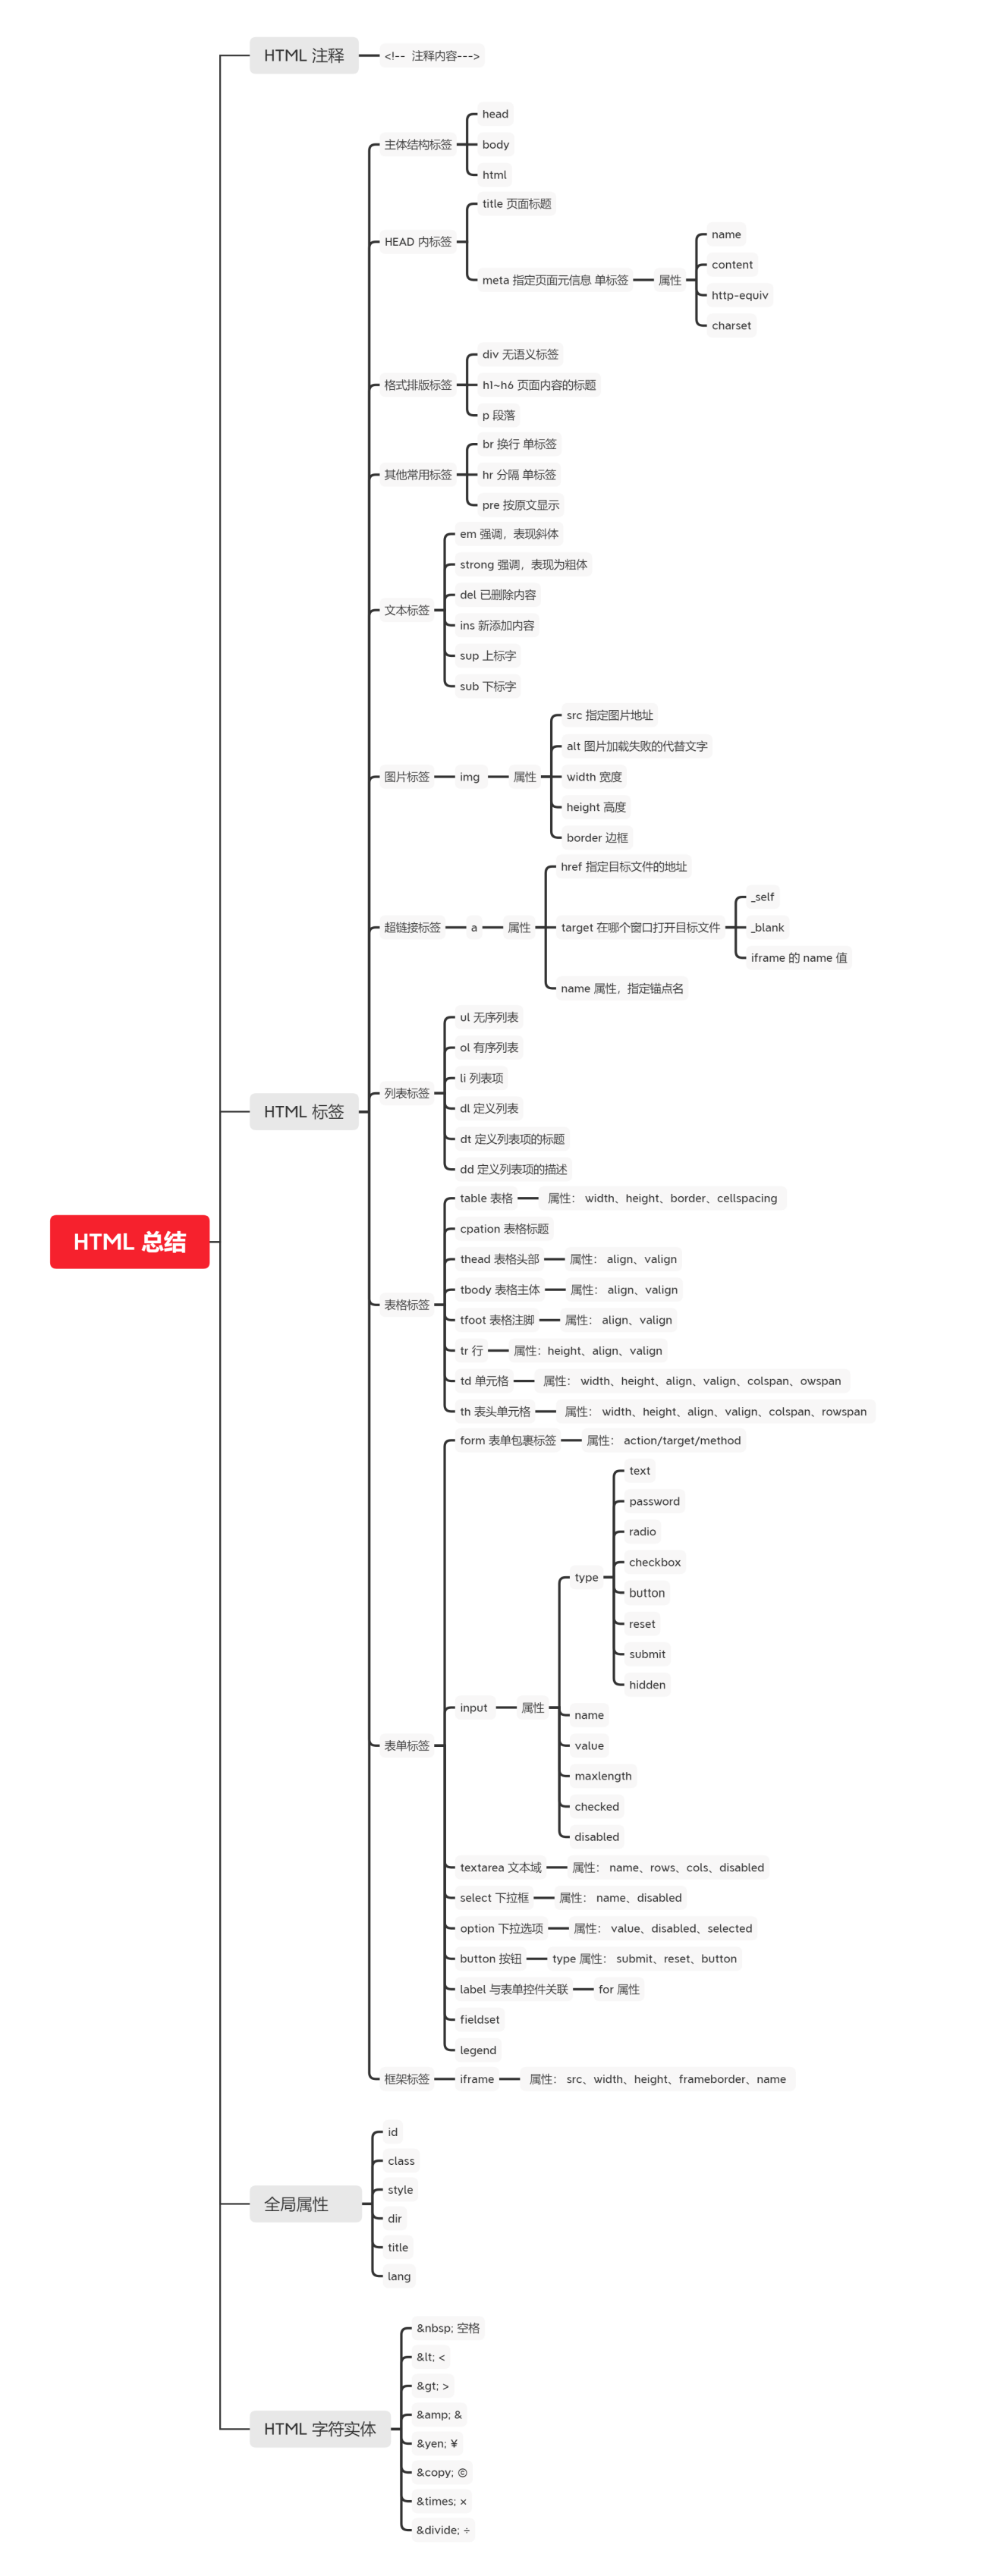 HTML 总结
HTML 注释
<!-- 注释内容--->
HTML 标签
主体结构标签
head
body
html
HEAD 内标签
title 页面标题
meta 指定页面元信息 单标签
属性
name
content
http-equiv
charset
格式排版标签
div 无语义标签
h1~h6 页面内容的标题
p 段落
其他常用标签
br 换行 单标签
hr 分隔 单标签
pre 按原文显示
文本标签
em 强调，表现斜体
strong 强调，表现为粗体
del 已删除内容
ins 新添加内容
sup 上标字
sub 下标字
图片标签
img
属性
src 指定图片地址
alt 图片加载失败的代替文字
width 宽度
height 高度
border 边框
超链接标签
a
属性
href 指定目标文件的地址
target 在哪个窗口打开目标文件
_self
_blank
iframe 的 name 值
name 属性，指定锚点名
列表标签
ul 无序列表
ol 有序列表
li 列表项
dl 定义列表
dt 定义列表项的标题
dd 定义列表项的描述
表格标签
table 表格
属性： width、height、border、cellspacing
cpation 表格标题
thead 表格头部
属性： align、valign
tbody 表格主体
属性： align、valign
tfoot 表格注脚
属性： align、valign
tr 行
属性：height、align、valign
td 单元格
属性： width、height、align、valign、colspan、owspan
th 表头单元格
属性： width、height、align、valign、colspan、rowspan
表单标签
form 表单包裹标签
属性： action/target/method
input
属性
type
text
password
radio
checkbox
button
reset
submit
hidden
name
value
maxlength
checked
disabled
textarea 文本域
属性： name、rows、cols、disabled
select 下拉框
属性： name、disabled
option 下拉选项
属性： value、disabled、selected
button 按钮
type 属性： submit、reset、button
label 与表单控件关联
for 属性
fieldset
legend
框架标签
iframe
属性： src、width、height、frameborder、name
全局属性
id
class
style
dir
title
lang
HTML 字符实体
&nbsp; 空格
&lt; <
&gt; >
&amp; &
&yen; ¥
&copy; ©
&times; ×
&divide; ÷